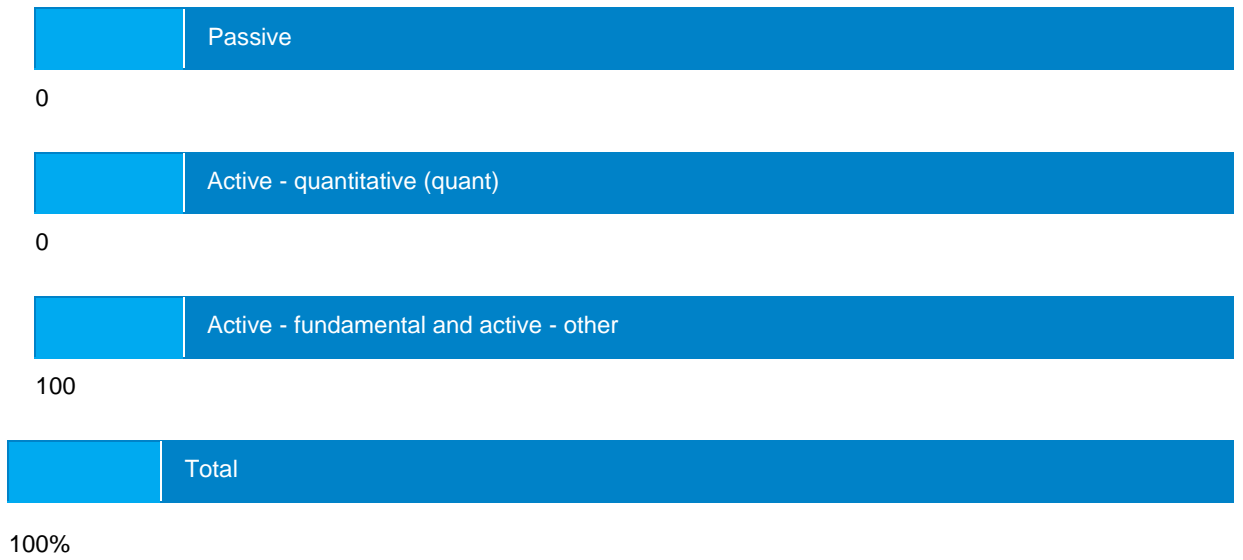 Passive
0
Active - quantitative (quant)
0
Active - fundamental and active - other
100
Total
100%